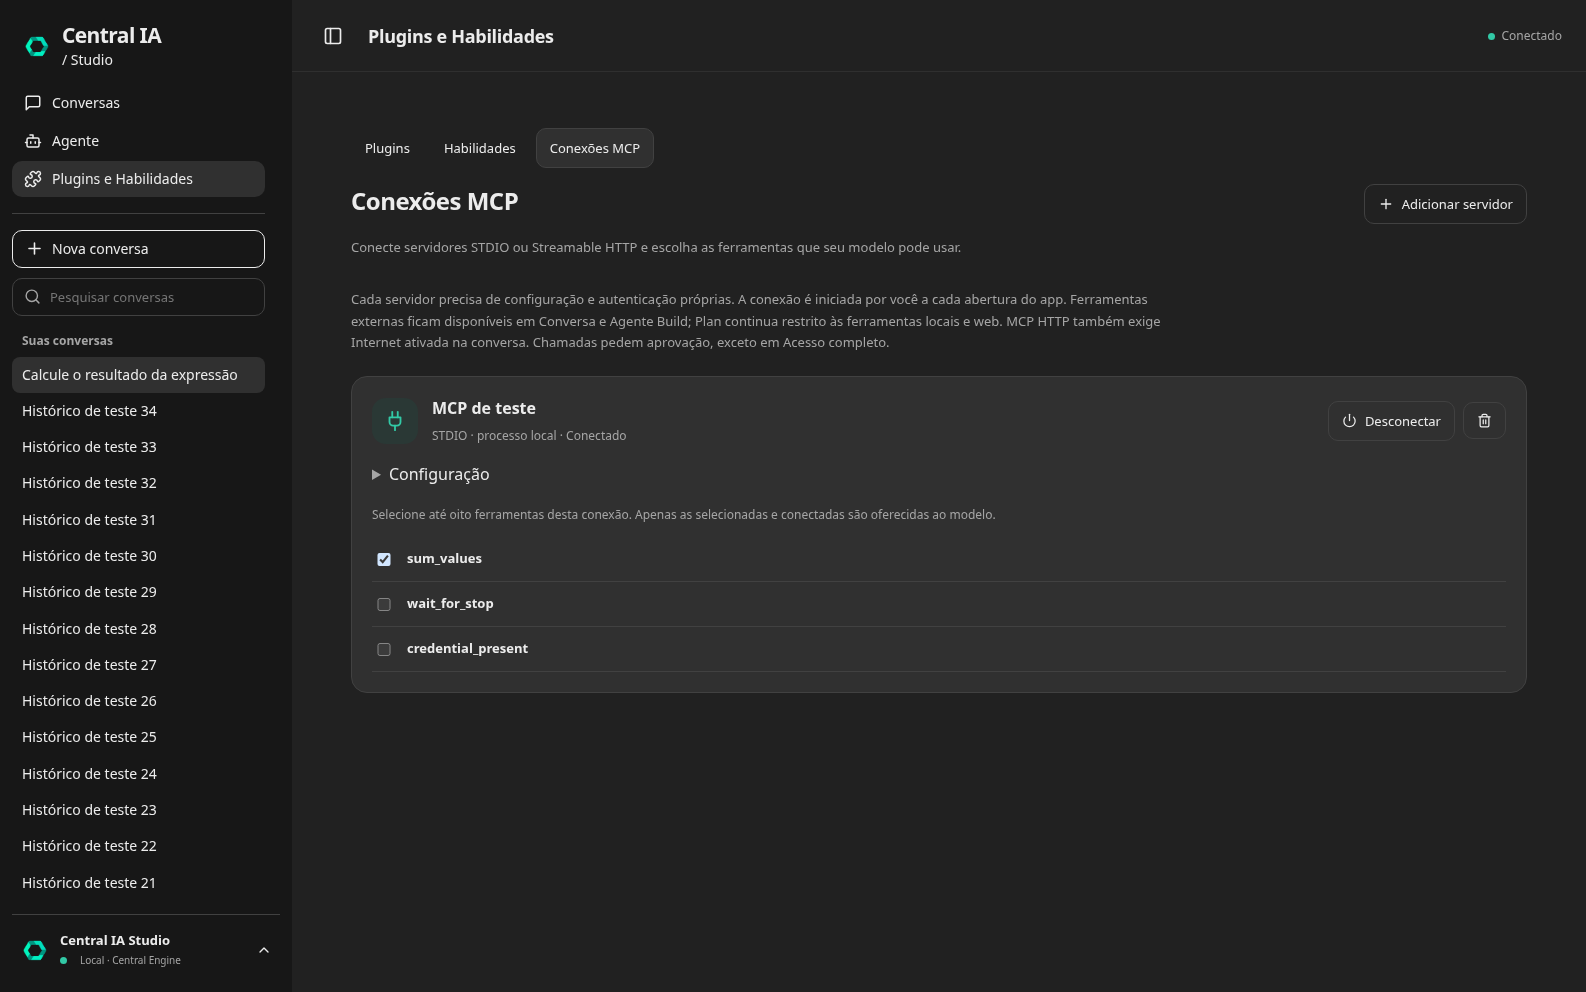 Central IA
/ Studio
Conversas
Agente
Plugins e Habilidades
Nova conversa
Pesquisar conversas
Suas conversas
Calcule o resultado da expressão
Histórico de teste 34
Histórico de teste 33
Histórico de teste 32
Histórico de teste 31
Histórico de teste 30
Histórico de teste 29
Histórico de teste 28
Histórico de teste 27
Histórico de teste 26
Histórico de teste 25
Histórico de teste 24
Histórico de teste 23
Histórico de teste 22
Histórico de teste 21
Central IA Studio
Local · Central Engine
Plugins e Habilidades
Conectado
Plugins
Habilidades
Conexões MCP
Conexões MCP
Adicionar servidor
Conecte servidores STDIO ou Streamable HTTP e escolha as ferramentas que seu modelo pode usar.
Cada servidor precisa de configuração e autenticação próprias. A conexão é iniciada por você a cada abertura do app. Ferramentas
externas ficam disponíveis em Conversa e Agente Build; Plan continua restrito às ferramentas locais e web. MCP HTTP também exige
Internet ativada na conversa. Chamadas pedem aprovação, exceto em Acesso completo.
MCP de teste
STDIO · processo local · Conectado
Desconectar
Configuração
Selecione até oito ferramentas desta conexão. Apenas as selecionadas e conectadas são oferecidas ao modelo.
sum_values
wait_for_stop
credential_present